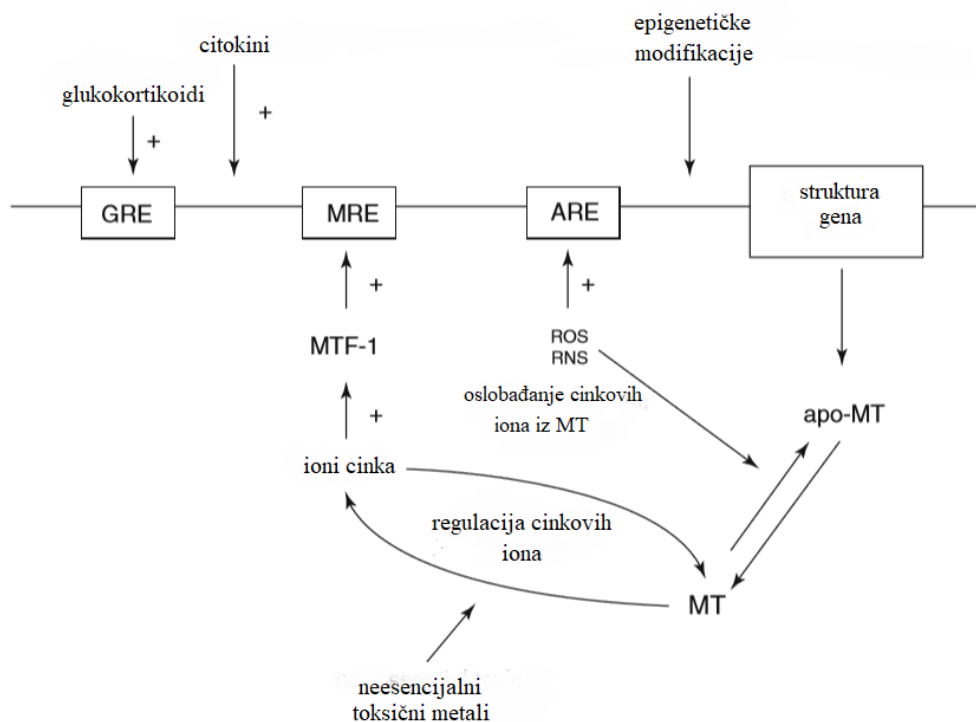 epigenetičke
modifikacije
citokini
glukokortikoidi
+
+
GRE
MRE
ARE
struktura
gena
+
+
MTF-1
ROS
RNS
+
oslobađanje cinkovih
iona iz MT
apo-MT
ioni cinka
regulacija cinkovih
iona
MT
neesencijalni
toksični metali